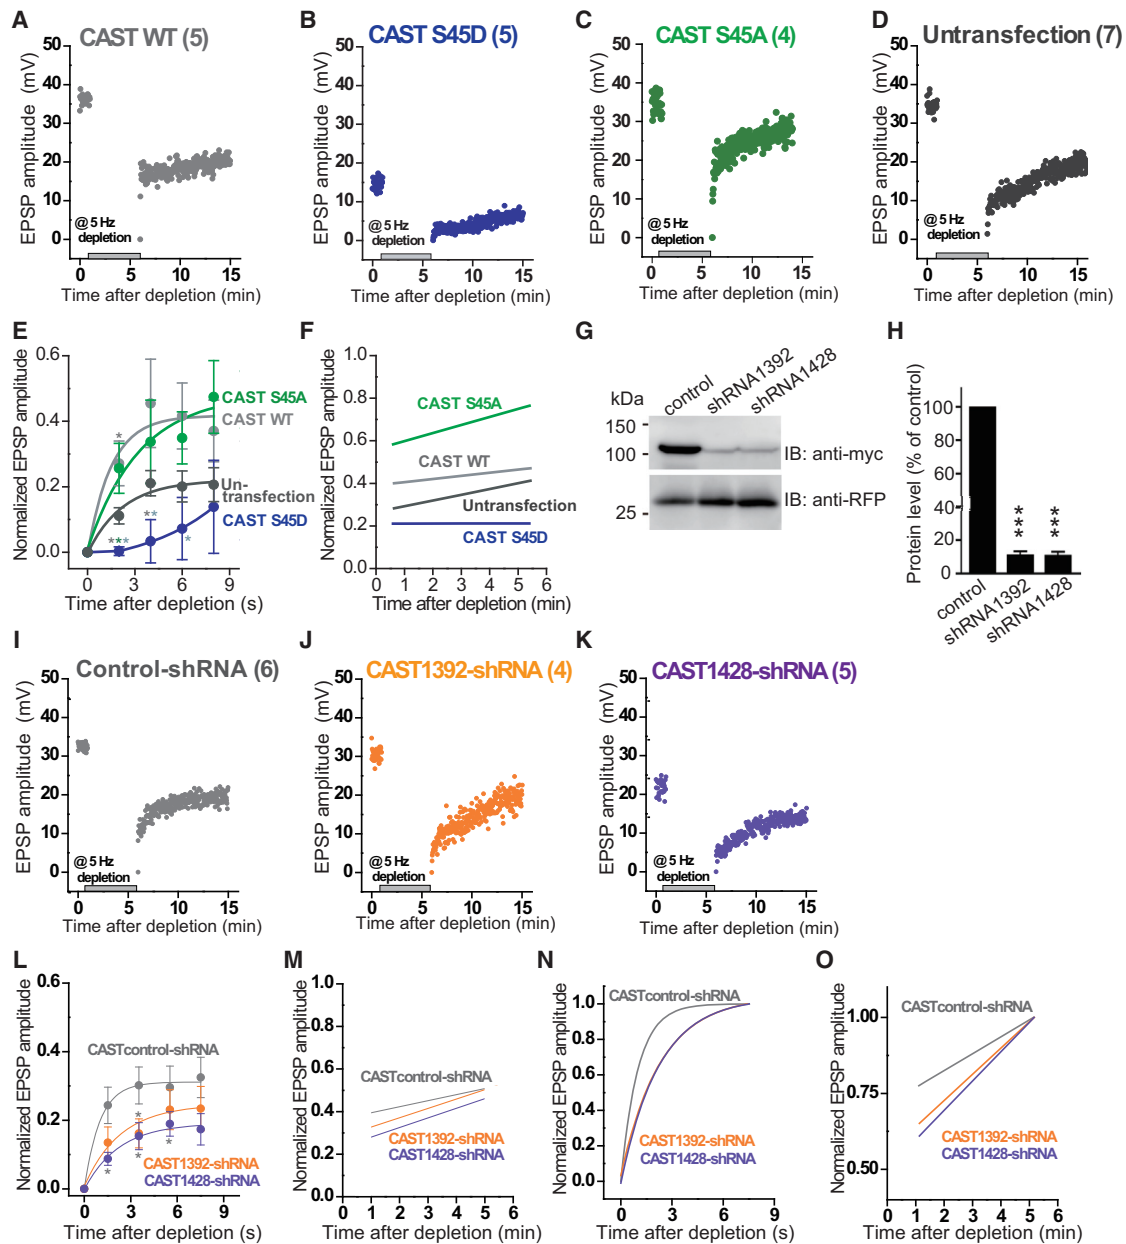 A
CAST WT (5)
EPSP amplitude (mV)
50
40
30
20
10
0
@ 5 Hz
depletion
0 5 10 15
Time after depletion (min)
B
CAST S45D (5)
EPSP amplitude (mV)
50
40
30
20
10
0
@ 5 Hz
depletion
0 5 10 15
Time after depletion (min)
C
CAST S45A (4)
EPSP amplitude (mV)
50
40
30
20
10
0
@ 5 Hz
depletion
0 5 10 15
Time after depletion (min)
D
Untransfection (7)
EPSP amplitude (mV)
50
40
30
20
10
0
@ 5 Hz
depletion
0 5 10 15
Time after depletion (min)
E
Normalized EPSP amplitude
0.6
0.4
0.2
0.0
CAST S45A
CAST WT
Un-
transfection
CAST S45D
*
***
**
*
0 3 6 9
Time after depletion (s)
F
Normalized EPSP amplitude
1.0
0.8
0.6
0.4
0.2
0.0
CAST S45A
CAST WT
Untransfection
CAST S45D
0 1 2 3 4 5 6
Time after depletion (min)
G
control
shRNA1392
shRNA1428
kDa
150
100
25
IB: anti-myc
IB: anti-RFP
H
Protein level (% of control)
100
80
60
40
20
0
***
***
control
shRNA1392
shRNA1428
I
Control-shRNA (6)
EPSP amplitude (mV)
50
40
30
20
10
0
@ 5 Hz
depletion
0 5 10 15
Time after depletion (min)
J
CAST1392-shRNA (4)
EPSP amplitude (mV)
50
40
30
20
10
0
@ 5 Hz
depletion
0 5 10 15
Time after depletion (min)
K
CAST1428-shRNA (5)
EPSP amplitude (mV)
50
40
30
20
10
0
@ 5 Hz
depletion
0 5 10 15
Time after depletion (min)
L
Normalized EPSP amplitude
0.6
0.4
0.2
0.0
CASTcontrol-shRNA
CAST1392-shRNA
CAST1428-shRNA
*
*
*
*
0 3 6 9
Time after depletion (s)
M
Normalized EPSP amplitude
1.0
0.8
0.6
0.4
0.2
0.0
CASTcontrol-shRNA
CAST1392-shRNA
CAST1428-shRNA
0 1 2 3 4 5 6
Time after depletion (min)
N
Normalized EPSP amplitude
1.0
0.8
0.6
0.4
0.2
0.0
CASTcontrol-shRNA
CAST1392-shRNA
CAST1428-shRNA
0 3 6 9
Time after depletion (s)
O
Normalized EPSP amplitude
1.00
0.75
0.50
CASTcontrol-shRNA
CAST1392-shRNA
CAST1428-shRNA
0 1 2 3 4 5 6
Time after depletion (min)